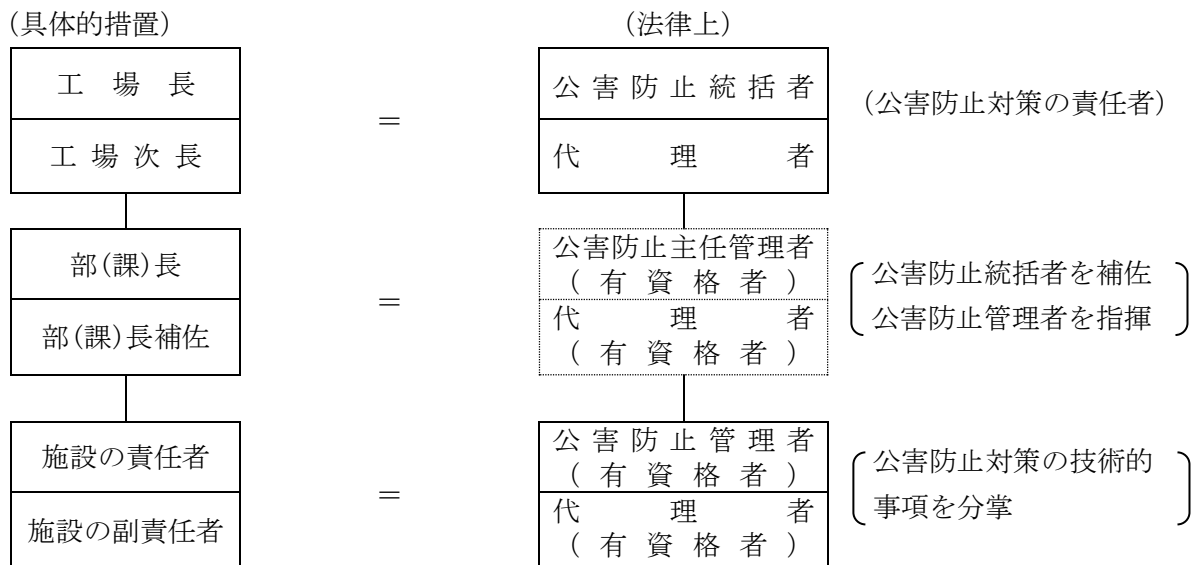 (具体的措置)
(法律上)
工場長
=
公害防止統括者
(公害防止対策の責任者)
工場次長
代理者
部(課)長
=
公害防止主任管理者
(有資格者)
公害防止統括者を補佐
部(課)長補佐
代理者
(有資格者)
公害防止管理者を指揮
施設の責任者
=
公害防止管理者
(有資格者)
公害防止対策の技術的
事項を分掌
施設の副責任者
代理者
(有資格者)